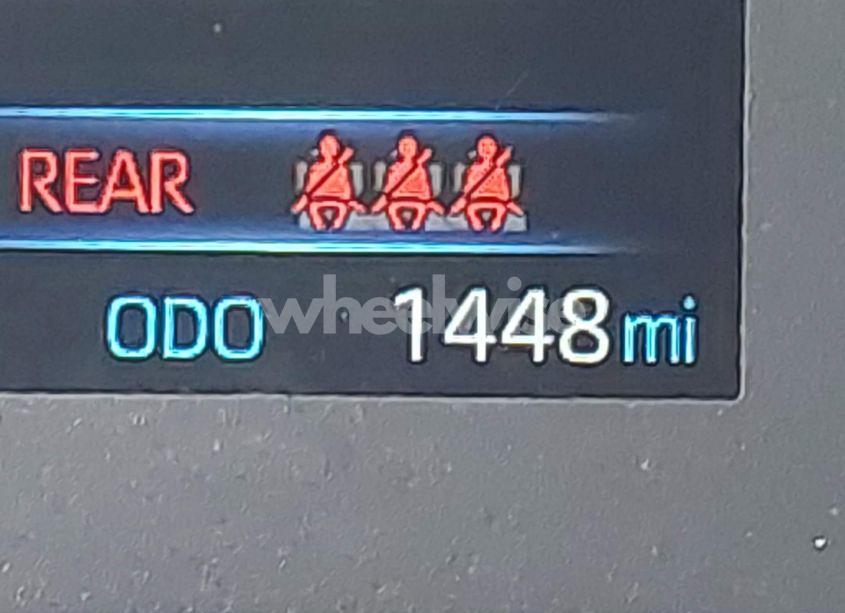 REAR
ODO 1448 mi
wheelwise